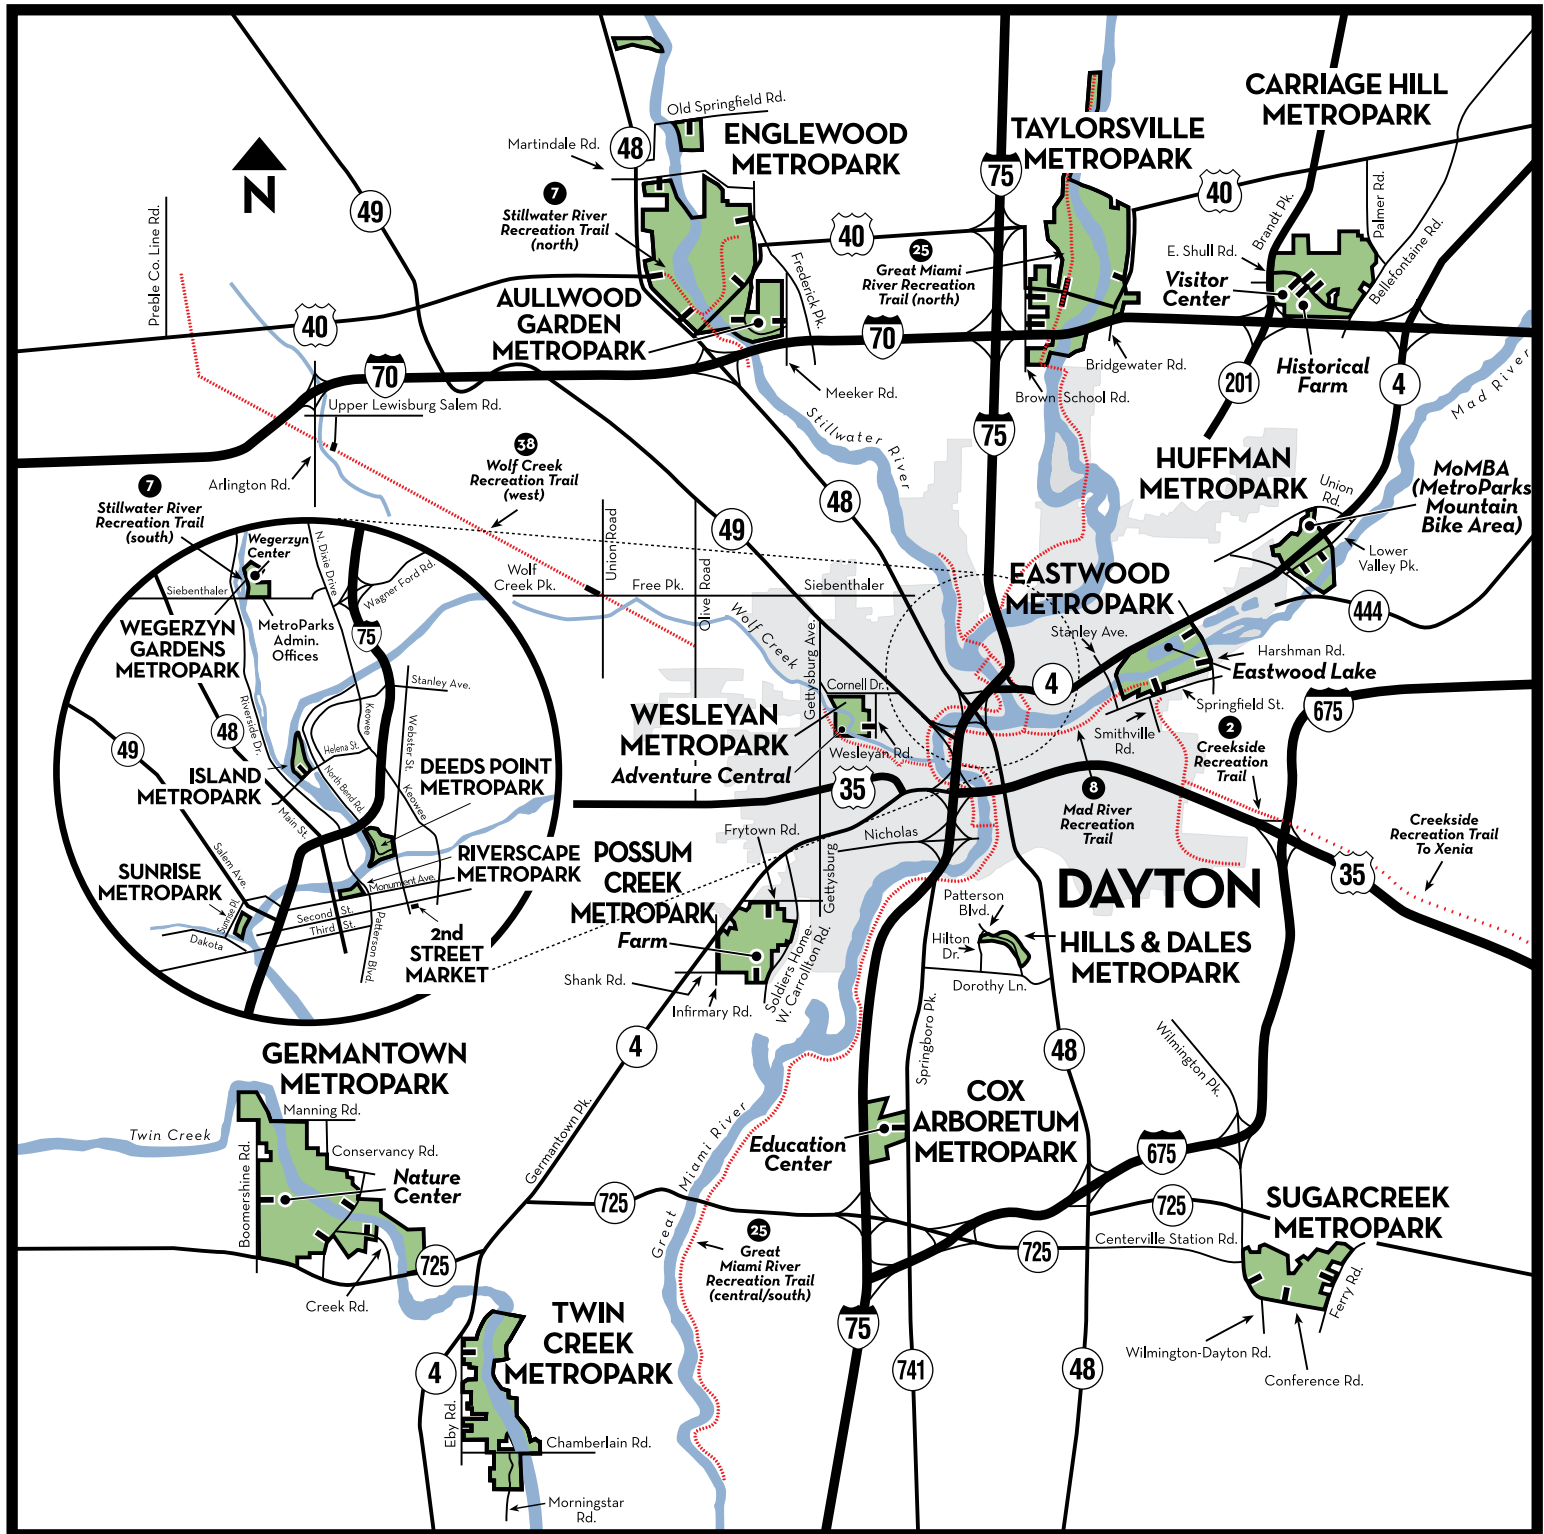 Old Springfield Rd.
Martindale Rd.
48
ENGLEWOOD
METROPARK
75
TAYLORSVILLE
METROPARK
CARRIAGE HILL
METROPARK
N
49
Preble Co. Line Rd.
7
Stillwater River
Recreation Trail
(north)
40
Frederick Pk.
25
Great Miami
River Recreation
Trail (north)
40
Brandt Pk.
Palmer Rd.
Bellefontaine Rd.
E. Shull Rd.
Visitor
Center
40
AULLWOOD
GARDEN
METROPARK
70
70
Meeker Rd.
Bridgewater Rd.
Brown School Rd.
Historical
Farm
201
4
Mad River
Upper Lewisburg Salem Rd.
Stillwater River
75
38
Wolf Creek
Recreation Trail
(west)
Arlington Rd.
48
49
HUFFMAN
METROPARK
Union
Rd.
MoMBA
(MetroParks
Mountain
Bike Area)
Lower
Valley Pk.
444
7
Stillwater River
Recreation Trail
(south)
Wegerzyn
Center
N. Dixie Drive
Wagner Ford Rd.
Siebenthaler
WEGERZYN
GARDENS
METROPARK
MetroParks
Admin.
Offices
75
Stanley Ave.
48
49
Riverside Dr.
Keowee
Webster St.
Helena St.
ISLAND
METROPARK
North Bend Rd.
Main St.
Keowee
DEEDS POINT
METROPARK
Salem Ave.
SUNRISE
METROPARK
Sunrise Pl.
RIVERSCAPE
METROPARK
Monument Ave.
Second St.
Third St.
Dakota
Patterson Blvd.
2nd
STREET
MARKET
Union Road
Olive Road
Wolf
Creek Pk.
Free Pk.
Siebenthaler
Wolf Creek
Gettysburg Ave.
Cornell Dr.
WESLEYAN
METROPARK
Adventure Central
Wesleyan Rd.
35
EASTWOOD
METROPARK
Stanley Ave.
4
Harshman Rd.
Eastwood Lake
Springfield St.
Smithville
Rd.
675
2
Creekside
Recreation
Trail
8
Mad River
Recreation
Trail
Creekside
Recreation Trail
To Xenia
35
Frytown Rd.
Nicholas
Gettysburg
POSSUM
CREEK
METROPARK
Farm
Shank Rd.
Infirmary Rd.
Soldiers Home-
W. Carrollton Rd.
DAYTON
Patterson
Blvd.
Hilton
Dr.
HILLS & DALES
METROPARK
Dorothy Ln.
Springboro Pk.
4
48
Wilmington Pk.
GERMANTOWN
METROPARK
Manning Rd.
Twin Creek
Conservancy Rd.
Boomershine Rd.
Nature
Center
Germantown Pk.
Great Miami River
Education
Center
COX
ARBORETUM
METROPARK
675
725
725
725
725
Centerville Station Rd.
SUGARCREEK
METROPARK
25
Great
Miami River
Recreation Trail
(central/south)
Creek Rd.
TWIN
CREEK
METROPARK
75
4
741
48
Ferry Rd.
Wilmington-Dayton Rd.
Conference Rd.
Eby Rd.
Chamberlain Rd.
Morningstar
Rd.